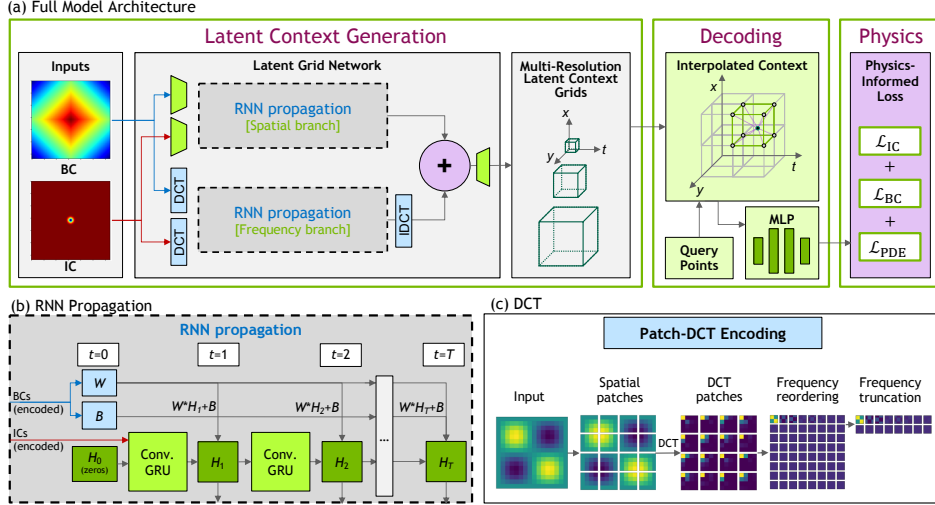 (a) Full Model Architecture
Latent Context Generation
Decoding
Physics
Inputs
BC
IC
Latent Grid Network
RNN propagation
[Spatial branch]
DCT
DCT
RNN propagation
[Frequency branch]
IDCT
+
Multi-Resolution
Latent Context
Grids
x
y
t
Interpolated Context
x
y
t
Query
Points
MLP
Physics-
Informed
Loss
ℒIC
+
ℒBC
+
ℒPDE
(b) RNN Propagation
RNN propagation
t=0
t=1
t=2
t=T
BCs
(encoded)
ICs
(encoded)
W
B
W*H1+B
W*H2+B
W*HT+B
...
H0
(zeros)
Conv.
GRU
H1
Conv.
GRU
H2
HT
(c) DCT
Patch-DCT Encoding
Input
Spatial
patches
DCT
DCT
patches
Frequency
reordering
Frequency
truncation